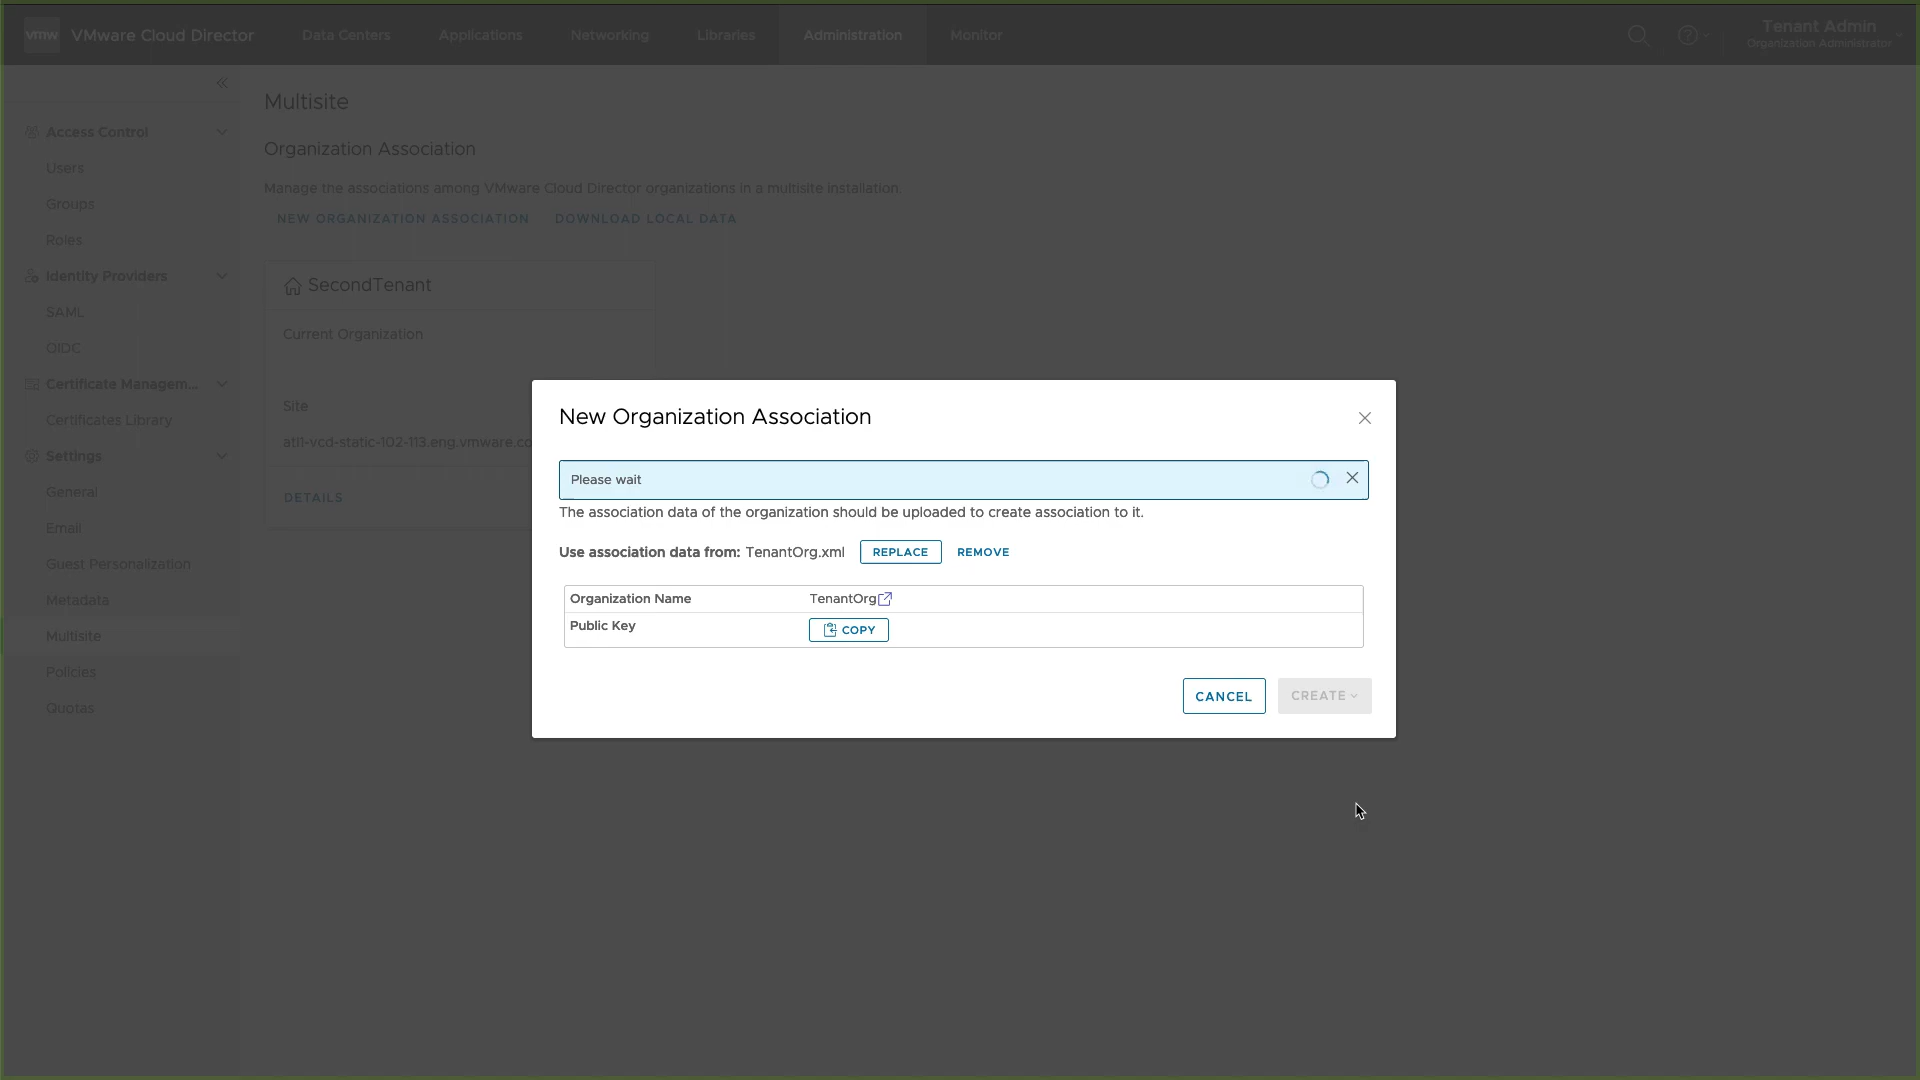 vmw VMware Cloud Director Data Centers Applications Networking Libraries Administration Monitor Tenant Admin
Organization Administrator
Access Control
Users
Groups
Roles
Identity Providers
SAML
OIDC
Certificate Managem...
Certificates Library
Settings
General
Email
Guest Personalization
Metadata
Multisite
Policies
Quotas
Multisite
Organization Association
Manage the associations among VMware Cloud Director organizations in a multisite installation.
NEW ORGANIZATION ASSOCIATION DOWNLOAD LOCAL DATA
SecondTenant
Current Organization
Site
atl1-vcd-static-102-113.eng.vmware.co
DETAILS
New Organization Association
Please wait
The association data of the organization should be uploaded to create association to it.
Use association data from: TenantOrg.xml REPLACE REMOVE
Organization Name TenantOrg
Public Key COPY
CANCEL CREATE